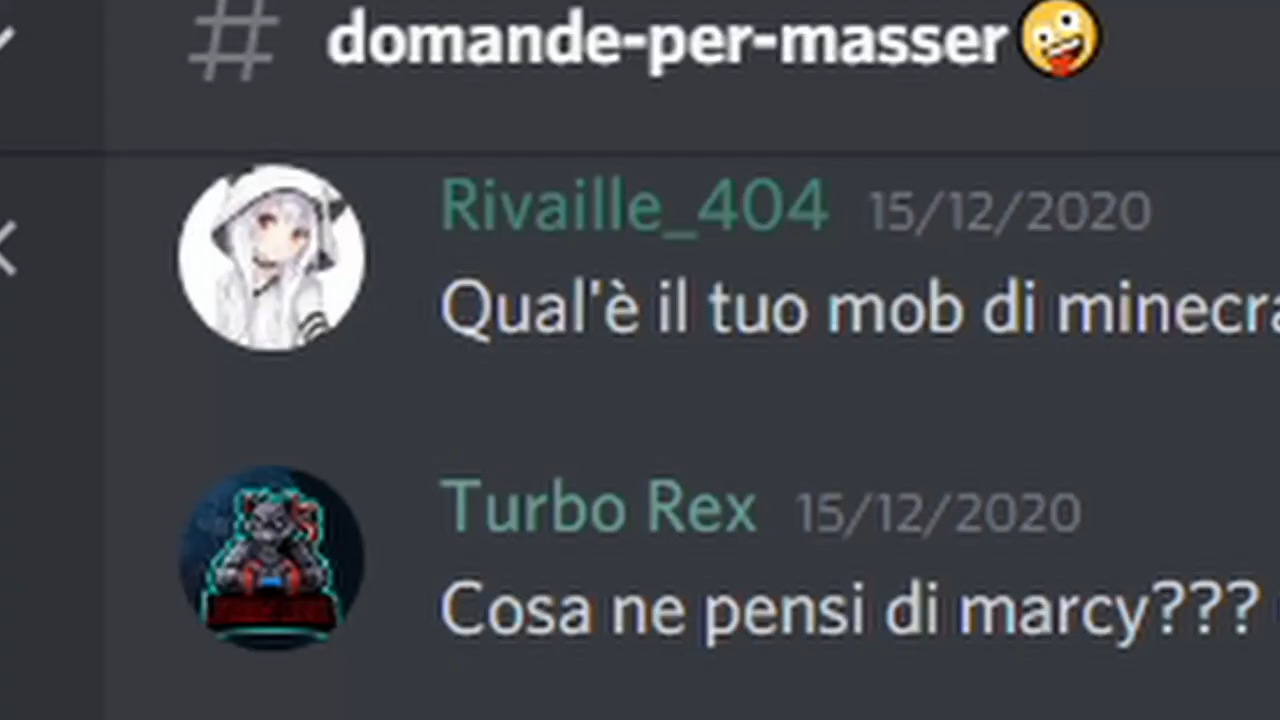 # domande-per-masser🤪
Rivaille_404 15/12/2020
Qual'è il tuo mob di minecra
Turbo Rex 15/12/2020
Cosa ne pensi di marcy???